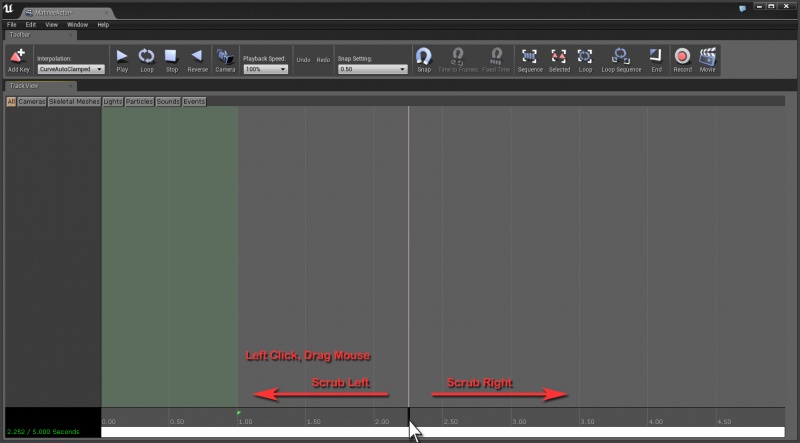 MatineeActor*
File Edit View Window Help
Toolbar
Interpolation: Playback Speed: Undo Redo Snap Setting:
CurveAutoClamped 100% 0.50
Add Key Play Loop Stop Reverse Camera Snap Time to Frames Fixed Time Sequence Selected Loop Loop Sequence End Record Movie
TrackView
All Cameras Skeletal Meshes Lights Particles Sounds Events
Left Click, Drag Mouse
Scrub Left Scrub Right
0.00 0.50 1.00 1.50 2.00 2.50 3.00 3.50 4.00 4.50
2.252 / 5.000 Seconds